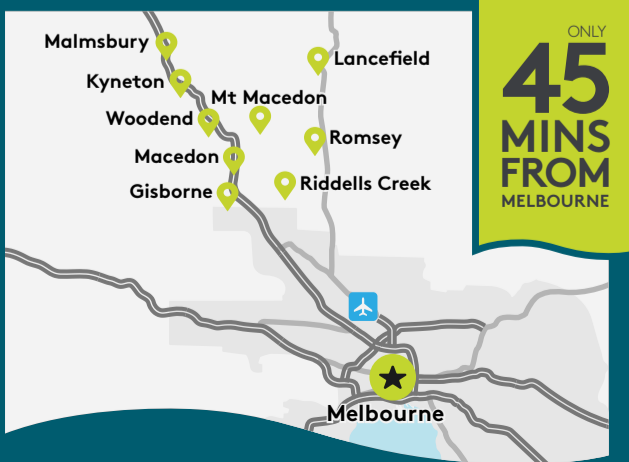 ONLY
45
MINS
FROM
MELBOURNE
Malmsbury
Lancefield
Kyneton
Mt Macedon
Woodend
Romsey
Macedon
Riddells Creek
Gisborne
Melbourne